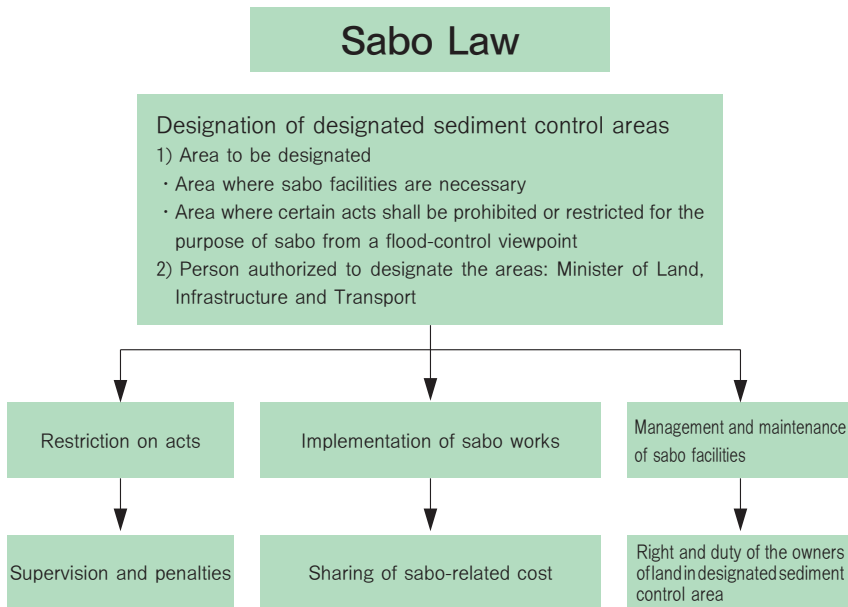 Sabo Law
Designation of designated sediment control areas
1) Area to be designated
・Area where sabo facilities are necessary
・Area where certain acts shall be prohibited or restricted for the
purpose of sabo from a flood-control viewpoint
2) Person authorized to designate the areas: Minister of Land,
Infrastructure and Transport
Restriction on acts
Implementation of sabo works
Management and maintenance
of sabo facilities
Supervision and penalties
Sharing of sabo-related cost
Right and duty of the owners
of land in designated sediment
control area